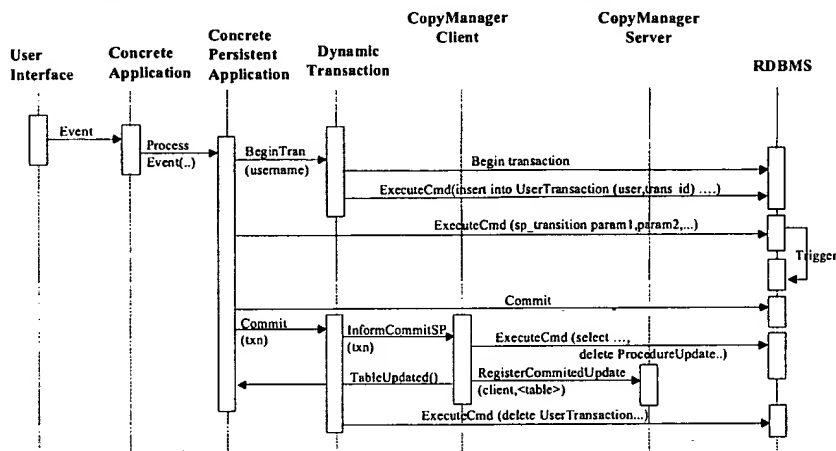 CopyManager
Client
CopyManager
Server
Concrete
Persistent
Application
User
Interface
Concrete
Application
Dynamic
Transaction
RDBMS
Event
Process
Event(..)
BeginTran
(username)
Begin transaction
ExecuteCmd(insert into UserTransaction (user,trans_id) ....)
ExecuteCmd (sp_transition param1,param2,...)
Trigger
Commit
Commit
(txn)
InformCommitSP
(txn)
ExecuteCmd (select ...,
delete ProcedureUpdate..)
TableUpdated()
RegisterCommitedUpdate
(client,<table>)
ExecuteCmd (delete UserTransaction...)